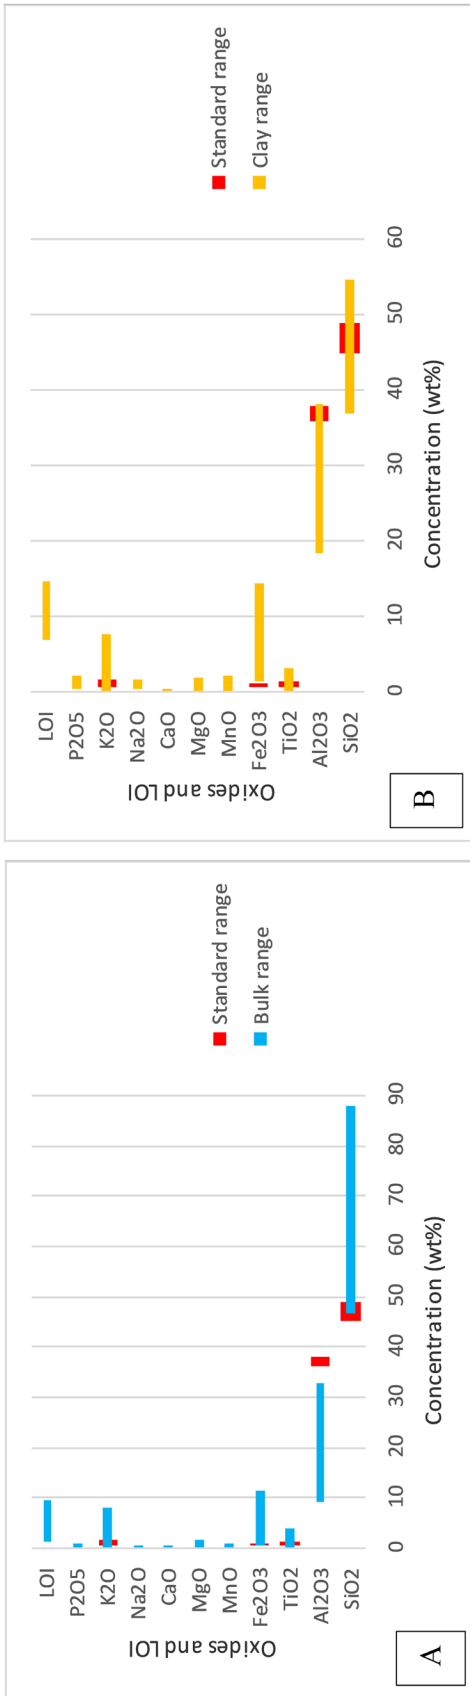 Oxides and LOI
LOI
P2O5
K2O
Na2O
CaO
MgO
MnO
Fe2O3
TiO2
Al2O3
SiO2
0 10 20 30 40 50 60 70 80 90
Concentration (wt%)
Standard range
Bulk range
A
Oxides and LOI
LOI
P2O5
K2O
Na2O
CaO
MgO
MnO
Fe2O3
TiO2
Al2O3
SiO2
0 10 20 30 40 50 60
Concentration (wt%)
Standard range
Clay range
B